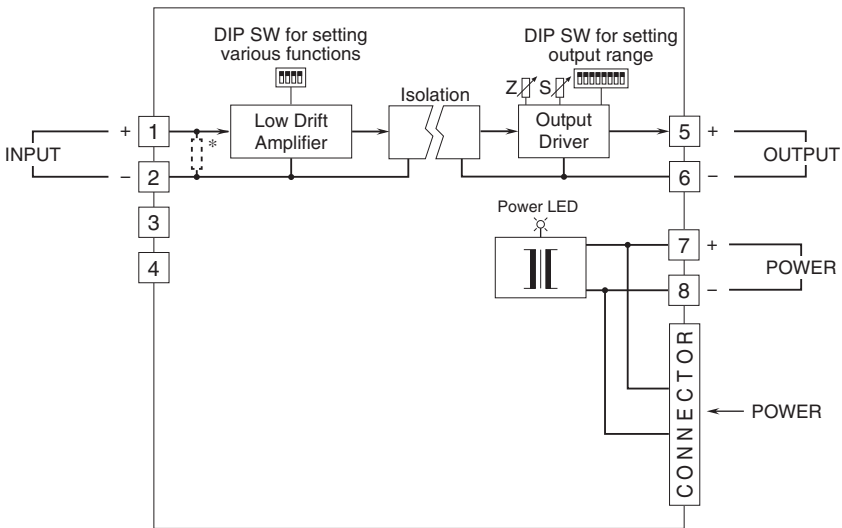 DIP SW for setting
various functions
DIP SW for setting
output range
Isolation
Z
S
+
1
Low Drift
Amplifier
Output
Driver
5
+
*
INPUT
OUTPUT
−
2
6
−
3
Power LED
7
+
4
POWER
8
−
CONNECTOR
POWER